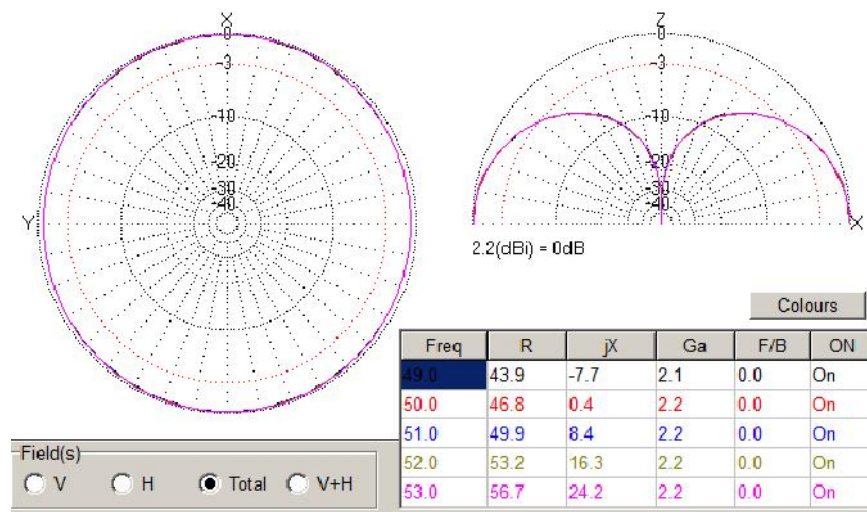 X
0
-3
-10
-20
-30
-40
Y
Z
0
-3
-10
-20
-30
-40
X
2.2(dBi) = 0dB
Colours
Freq R jX Ga F/B ON
49.0 43.9 -7.7 2.1 0.0 On
50.0 46.8 0.4 2.2 0.0 On
51.0 49.9 8.4 2.2 0.0 On
52.0 53.2 16.3 2.2 0.0 On
53.0 56.7 24.2 2.2 0.0 On
Field(s)
V H Total V+H